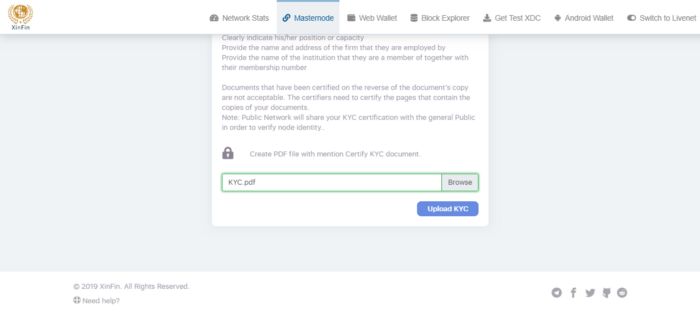 XinFin
Network Stats
Masternode
Web Wallet
Block Explorer
Get Test XDC
Android Wallet
Switch to Livenet
Clearly indicate his/her position or capacity
Provide the name and address of the firm that they are employed by
Provide the name of the institution that they are a member of together
with their membership number
Documents that have been certified on the reverse of the document's copy
are not acceptable. The certifiers need to certify the pages that contain the
copies of your documents.
Note: Public Network will share your KYC certification with the general Public
in order to verify node identity..
Create PDF file with mention Certify KYC document.
KYC.pdf
Browse
Upload KYC
© 2019 XinFin. All Rights Reserved.
Need help?